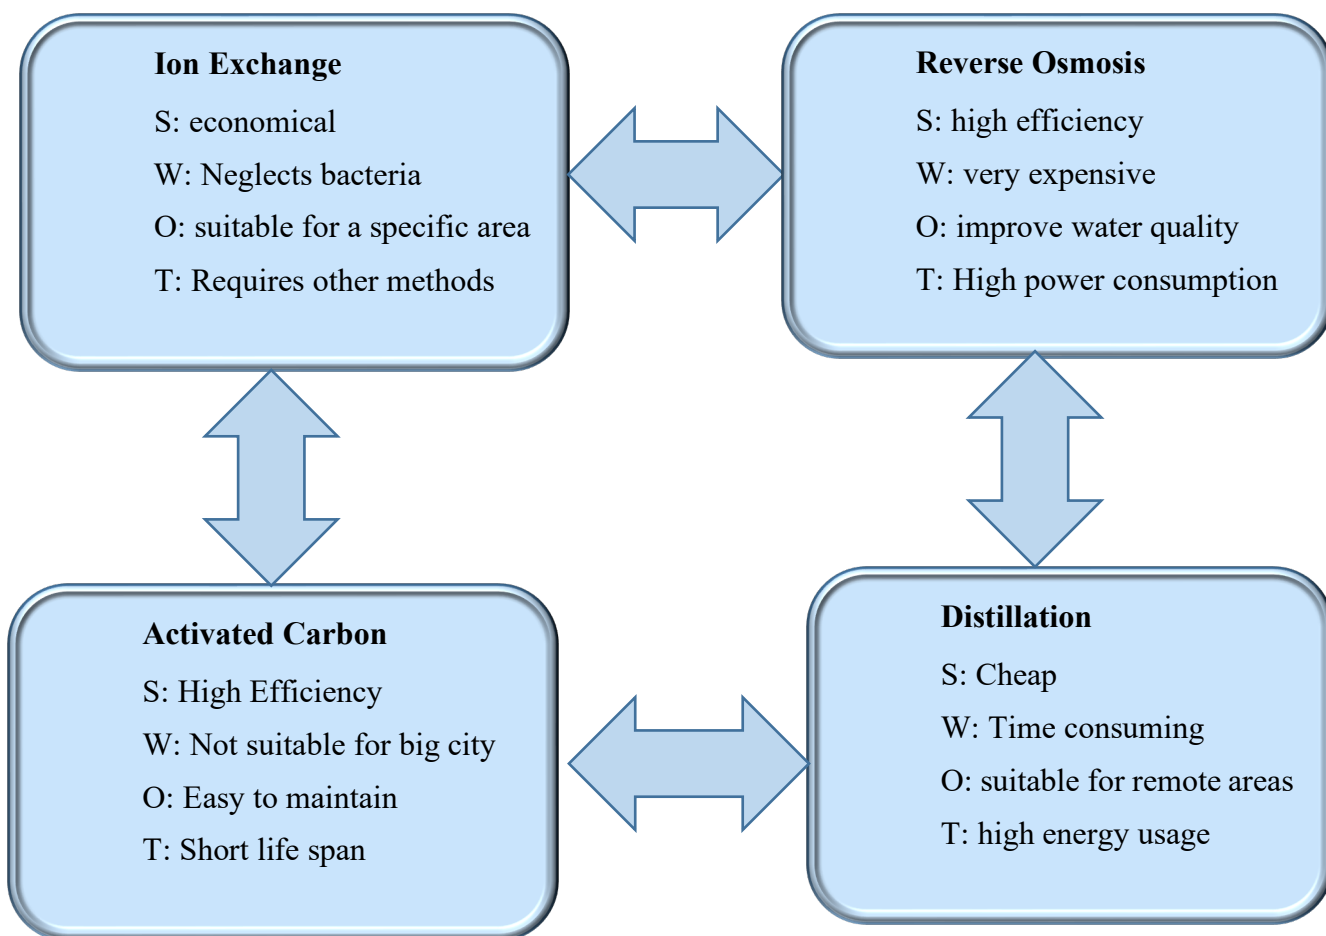 Ion Exchange
S: economical
W: Neglects bacteria
O: suitable for a specific area
T: Requires other methods
Reverse Osmosis
S: high efficiency
W: very expensive
O: improve water quality
T: High power consumption
Activated Carbon
S: High Efficiency
W: Not suitable for big city
O: Easy to maintain
T: Short life span
Distillation
S: Cheap
W: Time consuming
O: suitable for remote areas
T: high energy usage